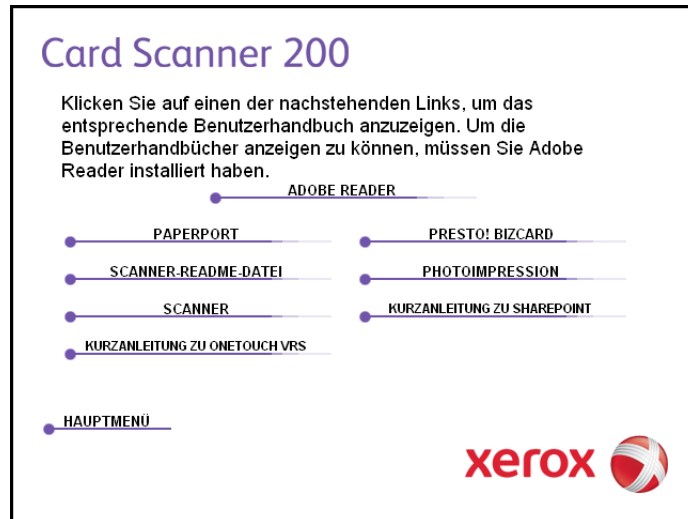 Card Scanner 200
Klicken Sie auf einen der nachstehenden Links, um das
entsprechende Benutzerhandbuch anzuzeigen. Um die
Benutzerhandbücher anzeigen zu können, müssen Sie Adobe
Reader installiert haben.
ADOBE READER
PAPERPORT
PRESTO! BIZCARD
SCANNER-README-DATEI
PHOTOIMPRESSION
SCANNER
KURZANLEITUNG ZU SHAREPOINT
KURZANLEITUNG ZU ONETOUCH VRS
HAUPTMENÜ
xerox